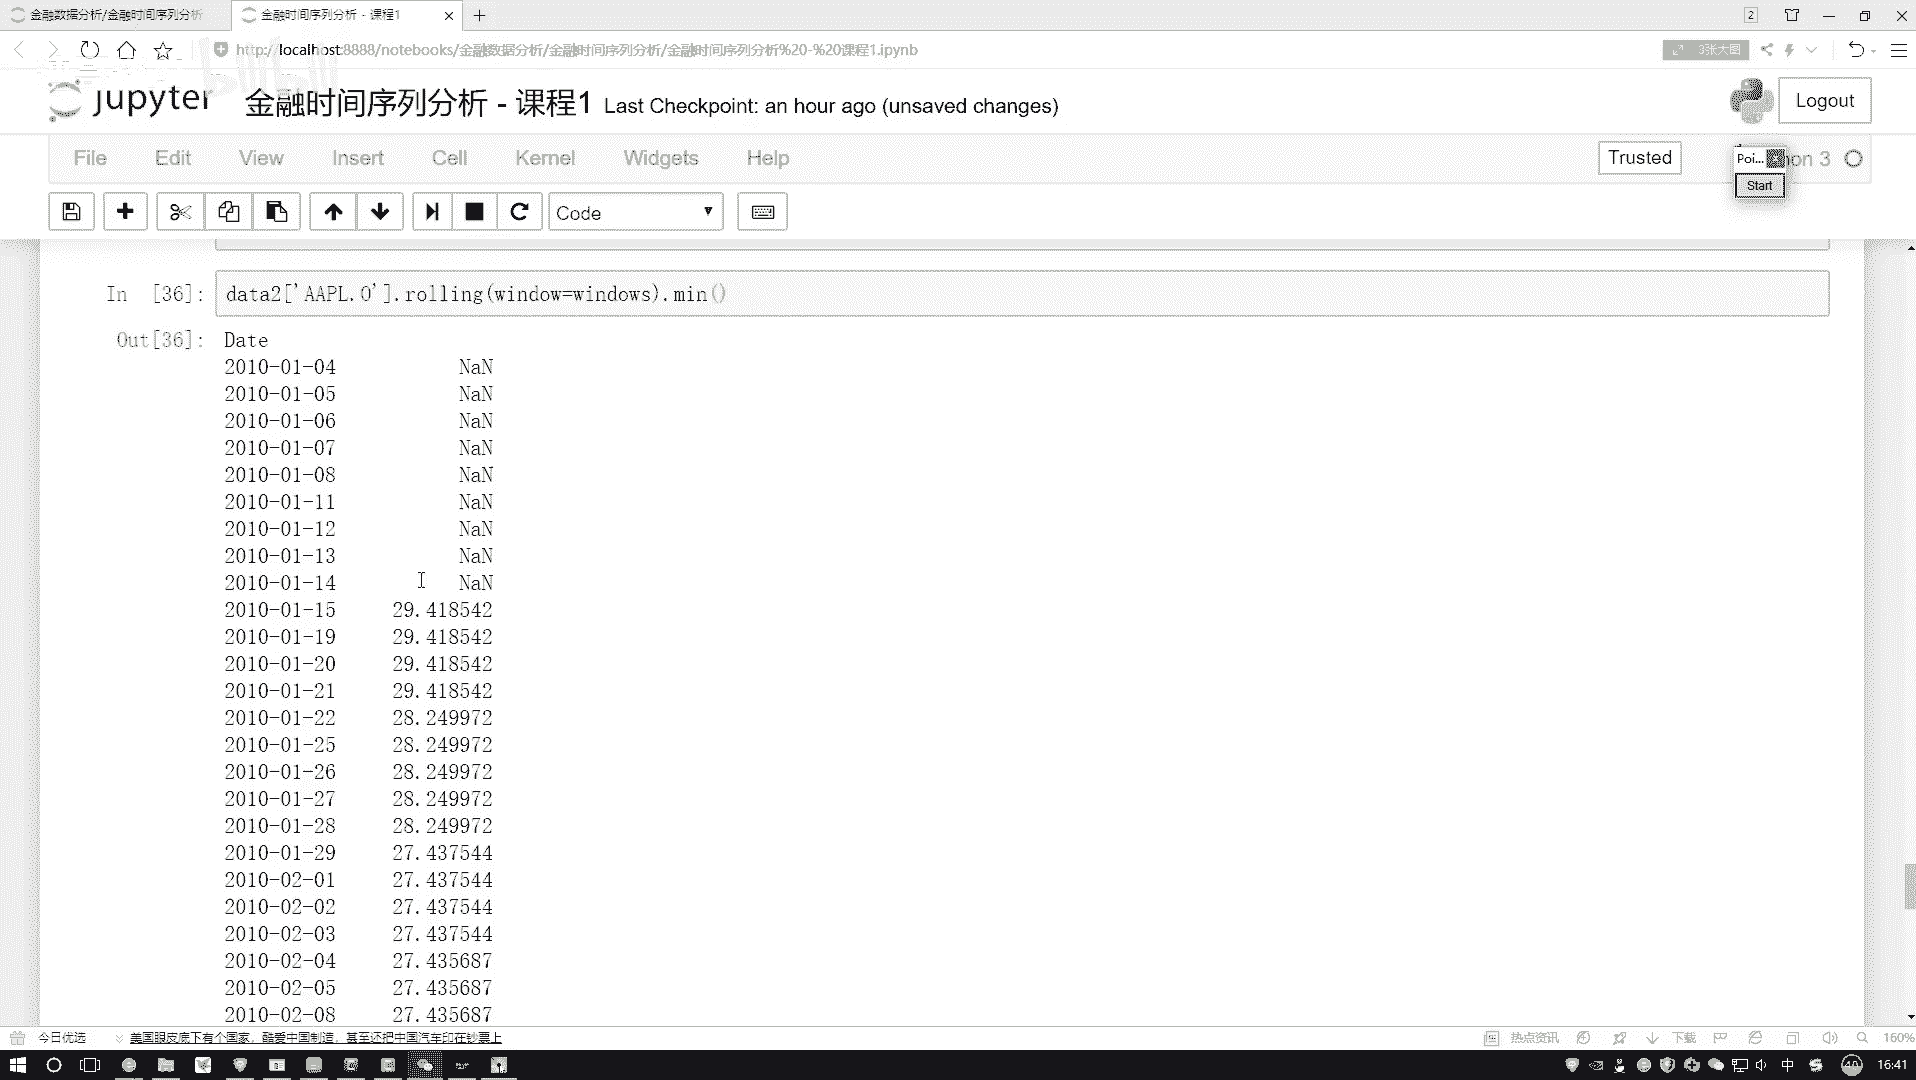 金融数据分析/金融时间序列分析
金融时间序列分析 - 课程1
2
http://localhost:8888/notebooks/金融数据分析/金融时间序列分析/金融时间序列分析%20-%20课程1.ipynb
3张大图
jupyter
金融时间序列分析 - 课程1 Last Checkpoint: an hour ago (unsaved changes)
Logout
File Edit View Insert Cell Kernel Widgets Help
Trusted
Poi...
hon 3
Start
Code
In [36]: data2['AAPL.O'].rolling(window=windows).min()
Out[36]: Date
2010-01-04 NaN
2010-01-05 NaN
2010-01-06 NaN
2010-01-07 NaN
2010-01-08 NaN
2010-01-11 NaN
2010-01-12 NaN
2010-01-13 NaN
2010-01-14 NaN
2010-01-15 29.418542
2010-01-19 29.418542
2010-01-20 29.418542
2010-01-21 29.418542
2010-01-22 28.249972
2010-01-25 28.249972
2010-01-26 28.249972
2010-01-27 28.249972
2010-01-28 28.249972
2010-01-29 27.437544
2010-02-01 27.437544
2010-02-02 27.437544
2010-02-03 27.437544
2010-02-04 27.435687
2010-02-05 27.435687
2010-02-08 27.435687
今日优选
美国眼皮底下有个国家，酷爱中国制造，甚至还把中国汽车印在钞票上
热点资讯
下载
160%
中
40
16:41